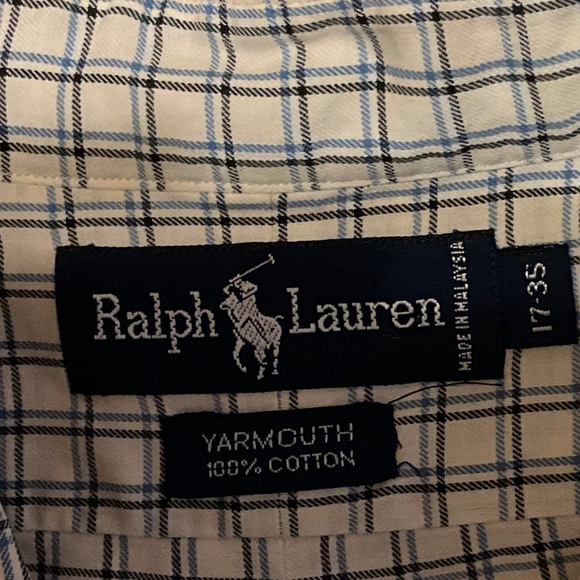 Ralph Lauren
MADE IN MALAYSIA
17-35
YARMOUTH
100% COTTON